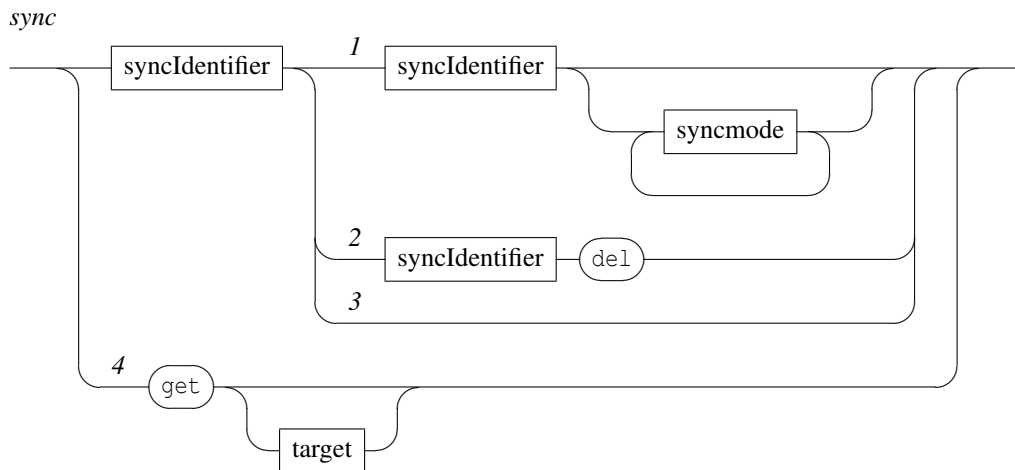 sync
syncIdentifier 1 syncIdentifier
syncmode
2 syncIdentifier del
3
4 get
target